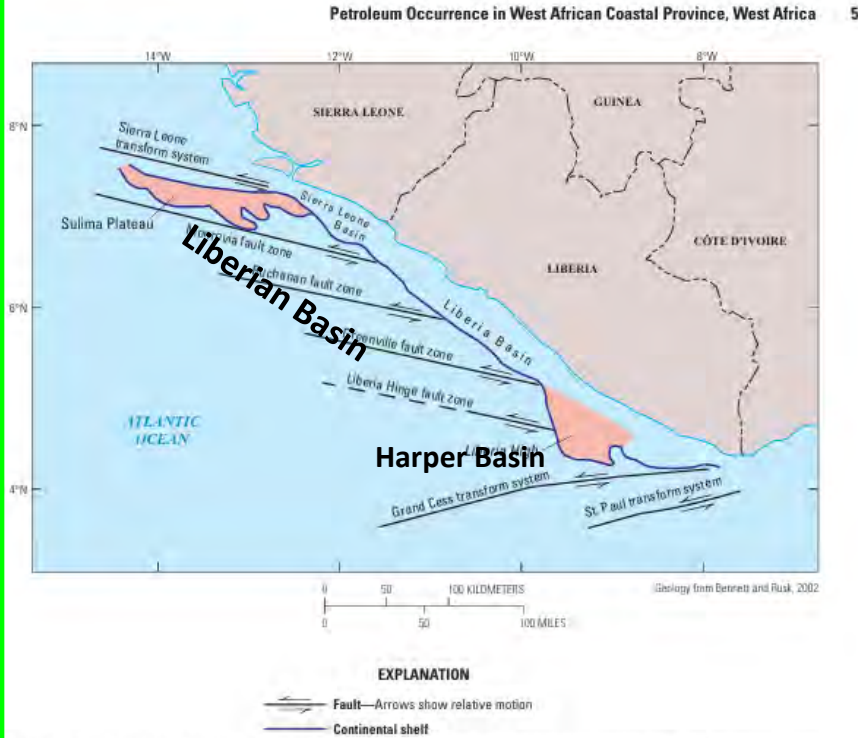 Petroleum Occurrence in West African Coastal Province, West Africa 5
14°W 12°W 10°W 8°W
8°N
SIERRA LEONE
GUINEA
Sierra Leone
transform system
Sierra Leone
Basin
Sulima Plateau
fault zone
CÔTE D'IVOIRE
Liberian Basin
LIBERIA
fault zone
6°N
Liberia Basin
fault zone
Liberia Hinge fault zone
ATLANTIC
OCEAN
Harper Basin
4°N
Grand Cess transform system
St. Paul transform system
0 50 100 KILOMETERS
0 50 100 MILES
Geology from Bennett and Rusk, 2002
EXPLANATION
Fault—Arrows show relative motion
Continental shelf